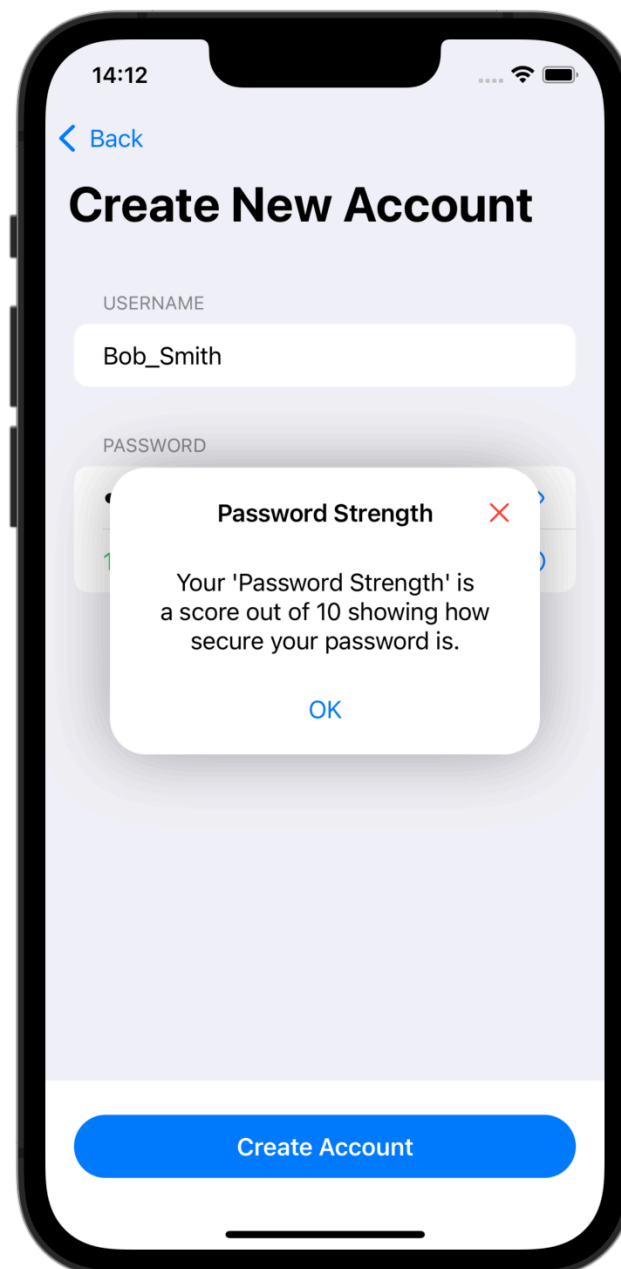 14:12
Back
Create New Account
USERNAME
Bob_Smith
PASSWORD
Password Strength
Your 'Password Strength' is
a score out of 10 showing how
secure your password is.
OK
Create Account